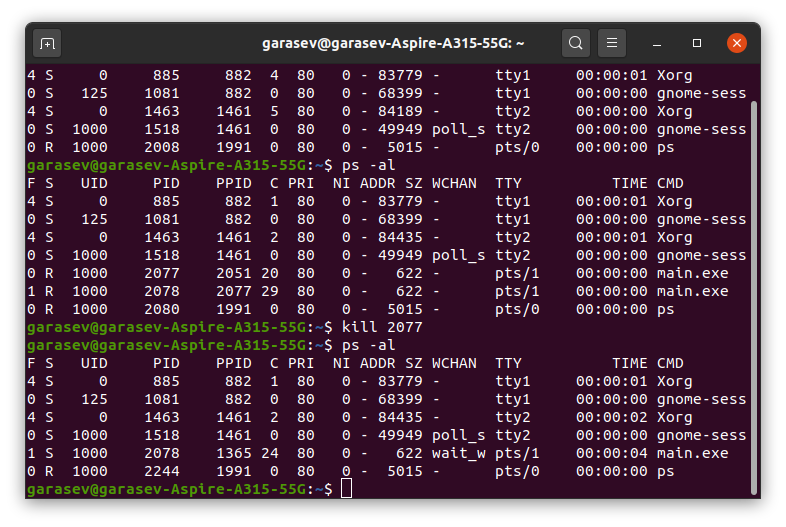 garasev@garasev-Aspire-A315-55G: ~
4 S     0     885     882  4  80   0 - 83779 -      tty1     00:00:01 Xorg
0 S   125    1081     882  0  80   0 - 68399 -      tty1     00:00:00 gnome-sess
4 S     0    1463    1461  5  80   0 - 84189 -      tty2     00:00:00 Xorg
0 S  1000    1518    1461  0  80   0 - 49949 poll_s tty2     00:00:00 gnome-sess
0 R  1000    2008    1991  0  80   0 -  5015 -      pts/0    00:00:00 ps
garasev@garasev-Aspire-A315-55G:~$ ps -al
F S   UID     PID    PPID  C PRI  NI ADDR SZ WCHAN  TTY          TIME CMD
4 S     0     885     882  1  80   0 - 83779 -      tty1     00:00:01 Xorg
0 S   125    1081     882  0  80   0 - 68399 -      tty1     00:00:00 gnome-sess
4 S     0    1463    1461  2  80   0 - 84435 -      tty2     00:00:01 Xorg
0 S  1000    1518    1461  0  80   0 - 49949 poll_s tty2     00:00:00 gnome-sess
0 R  1000    2077    2051 20  80   0 -   622 -      pts/1    00:00:00 main.exe
1 R  1000    2078    2077 29  80   0 -   622 -      pts/1    00:00:00 main.exe
0 R  1000    2080    1991  0  80   0 -  5015 -      pts/0    00:00:00 ps
garasev@garasev-Aspire-A315-55G:~$ kill 2077
garasev@garasev-Aspire-A315-55G:~$ ps -al
F S   UID     PID    PPID  C PRI  NI ADDR SZ WCHAN  TTY          TIME CMD
4 S     0     885     882  1  80   0 - 83779 -      tty1     00:00:01 Xorg
0 S   125    1081     882  0  80   0 - 68399 -      tty1     00:00:00 gnome-sess
4 S     0    1463    1461  2  80   0 - 84435 -      tty2     00:00:02 Xorg
0 S  1000    1518    1461  0  80   0 - 49949 poll_s tty2     00:00:00 gnome-sess
1 S  1000    2078    1365 24  80   0 -   622 wait_w pts/1    00:00:04 main.exe
0 R  1000    2244    1991  0  80   0 -  5015 -      pts/0    00:00:00 ps
garasev@garasev-Aspire-A315-55G:~$